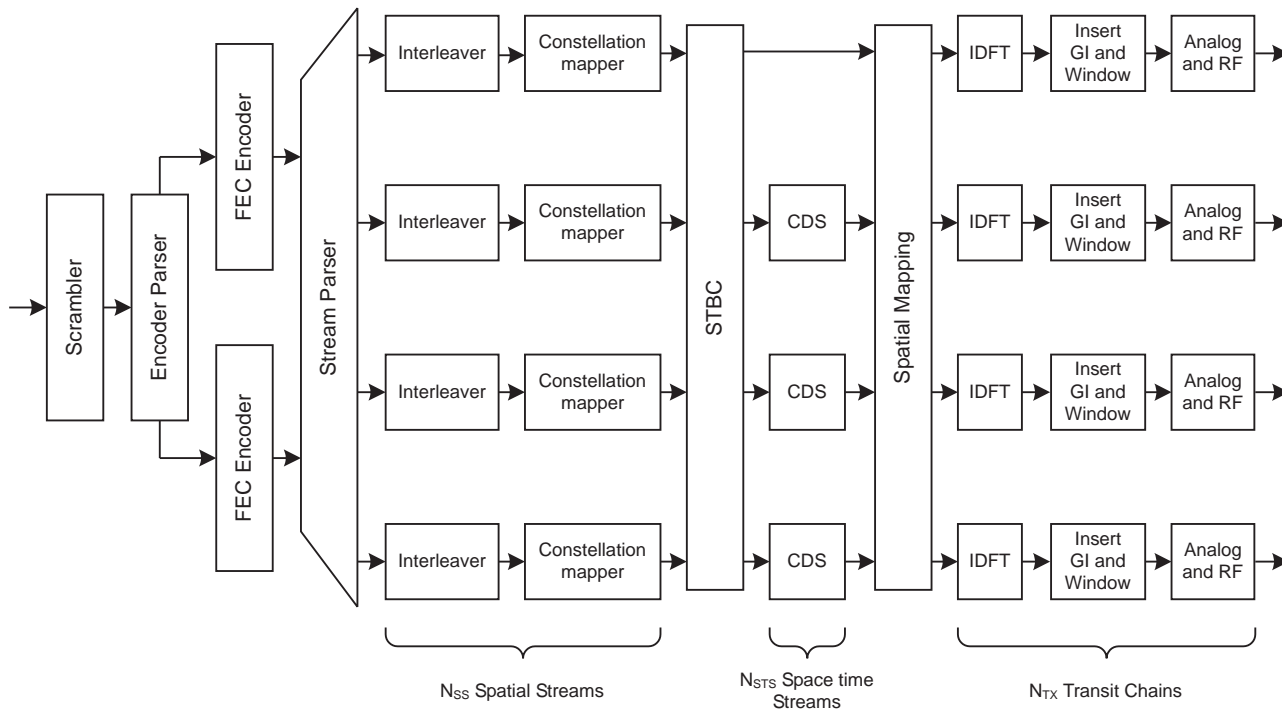 Scrambler
Encoder Parser
FEC Encoder
FEC Encoder
Stream Parser
Interleaver
Constellation
mapper
Interleaver
Constellation
mapper
Interleaver
Constellation
mapper
Interleaver
Constellation
mapper
STBC
CDS
CDS
CDS
Spatial Mapping
IDFT
Insert
GI and
Window
Analog
and RF
IDFT
Insert
GI and
Window
Analog
and RF
IDFT
Insert
GI and
Window
Analog
and RF
IDFT
Insert
GI and
Window
Analog
and RF
NSS Spatial Streams
NSTS Space time
Streams
NTX Transit Chains